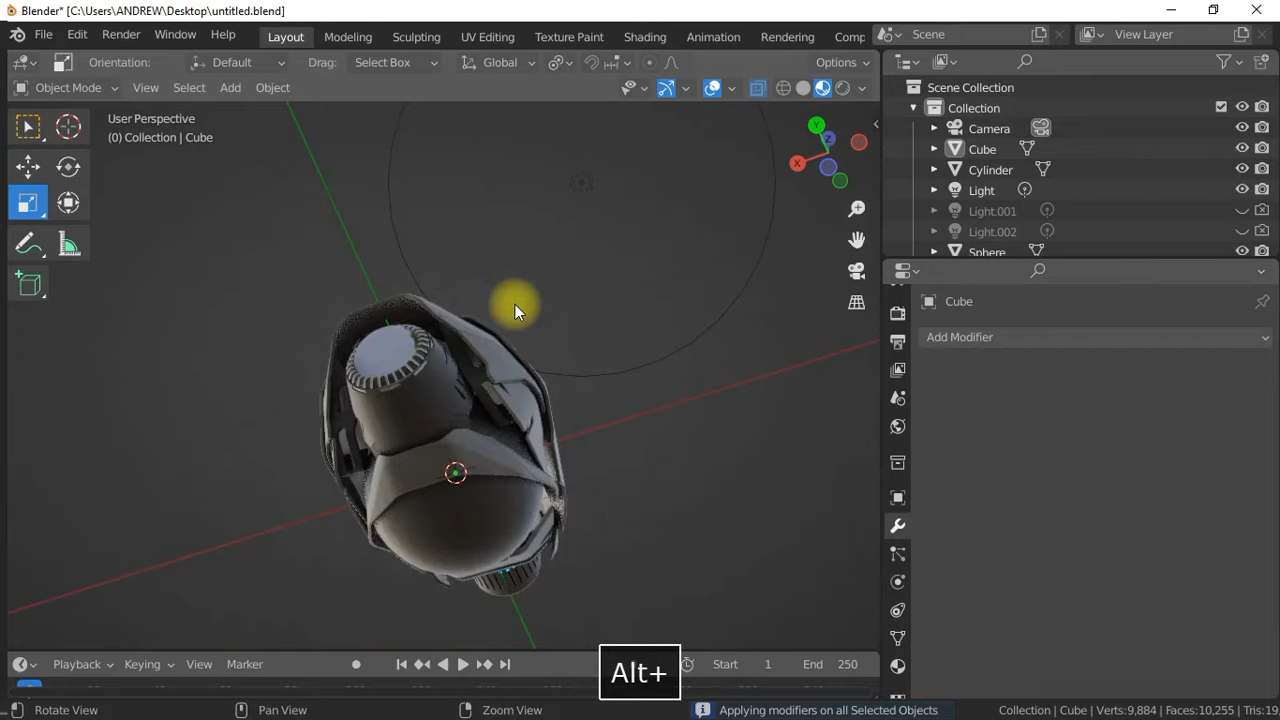 Blender* [C:\Users\ANDREW\Desktop\untitled.blend]
File Edit Render Window Help Layout Modeling Sculpting UV Editing Texture Paint Shading Animation Rendering Comp Scene View Layer
Orientation: Default Drag: Select Box Global Options
Object Mode View Select Add Object
User Perspective
(0) Collection | Cube
X
Y
Z
Scene Collection
Collection
Camera
Cube
Cylinder
Light
Light.001
Light.002
Sphere
Cube
Add Modifier
Alt+
Playback Keying View Marker Start 1 End 250
Rotate View Pan View Zoom View Applying modifiers on all Selected Objects Collection | Cube | Verts:9,884 | Faces:10,255 | Tris:19